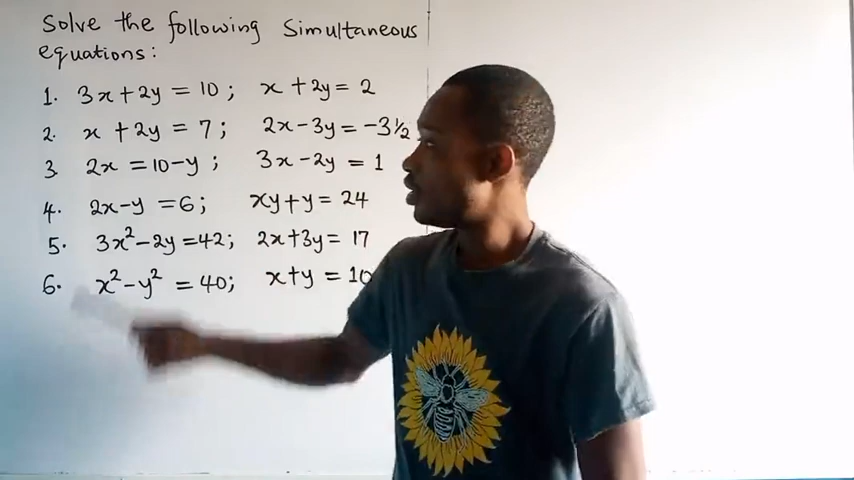 Solve the following Simultaneous
equations:
1. 3x+2y = 10; x + 2y = 2
2. x + 2y = 7; 2x-3y = -3 1/2
3 2x = 10-y; 3x-2y = 1
4. 2x-y = 6; xy+y = 24
5. 3x²-2y = 42; 2x+3y = 17
6. x²-y² = 40; x+y = 10